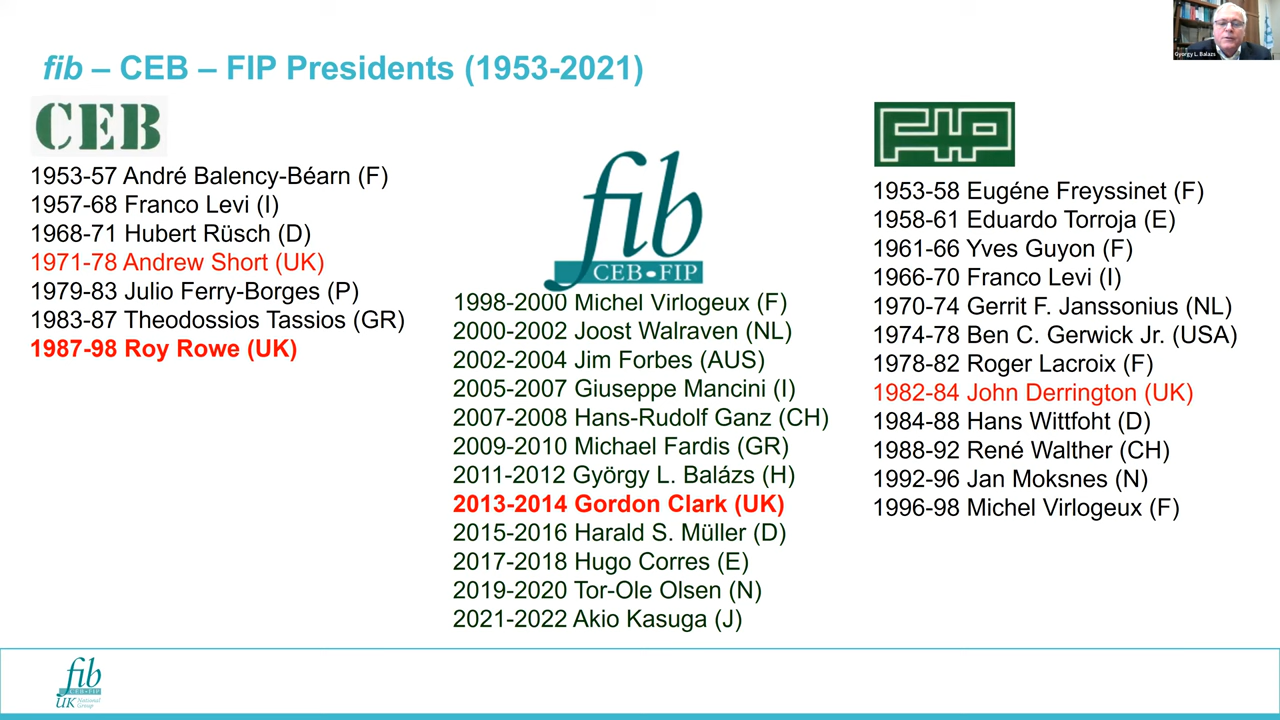 fib – CEB – FIP Presidents (1953-2021)
György L. Balázs
CEB
1953-57 André Balency-Béarn (F)
1957-68 Franco Levi (I)
1968-71 Hubert Rüsch (D)
1971-78 Andrew Short (UK)
1979-83 Julio Ferry-Borges (P)
1983-87 Theodossios Tassios (GR)
1987-98 Roy Rowe (UK)
fib
CEB•FIP
1998-2000 Michel Virlogeux (F)
2000-2002 Joost Walraven (NL)
2002-2004 Jim Forbes (AUS)
2005-2007 Giuseppe Mancini (I)
2007-2008 Hans-Rudolf Ganz (CH)
2009-2010 Michael Fardis (GR)
2011-2012 György L. Balázs (H)
2013-2014 Gordon Clark (UK)
2015-2016 Harald S. Müller (D)
2017-2018 Hugo Corres (E)
2019-2020 Tor-Ole Olsen (N)
2021-2022 Akio Kasuga (J)
FIP
1953-58 Eugéne Freyssinet (F)
1958-61 Eduardo Torroja (E)
1961-66 Yves Guyon (F)
1966-70 Franco Levi (I)
1970-74 Gerrit F. Janssonius (NL)
1974-78 Ben C. Gerwick Jr. (USA)
1978-82 Roger Lacroix (F)
1982-84 John Derrington (UK)
1984-88 Hans Wittfoht (D)
1988-92 René Walther (CH)
1992-96 Jan Moksnes (N)
1996-98 Michel Virlogeux (F)
fib
CEB•FIP
UK National
Group